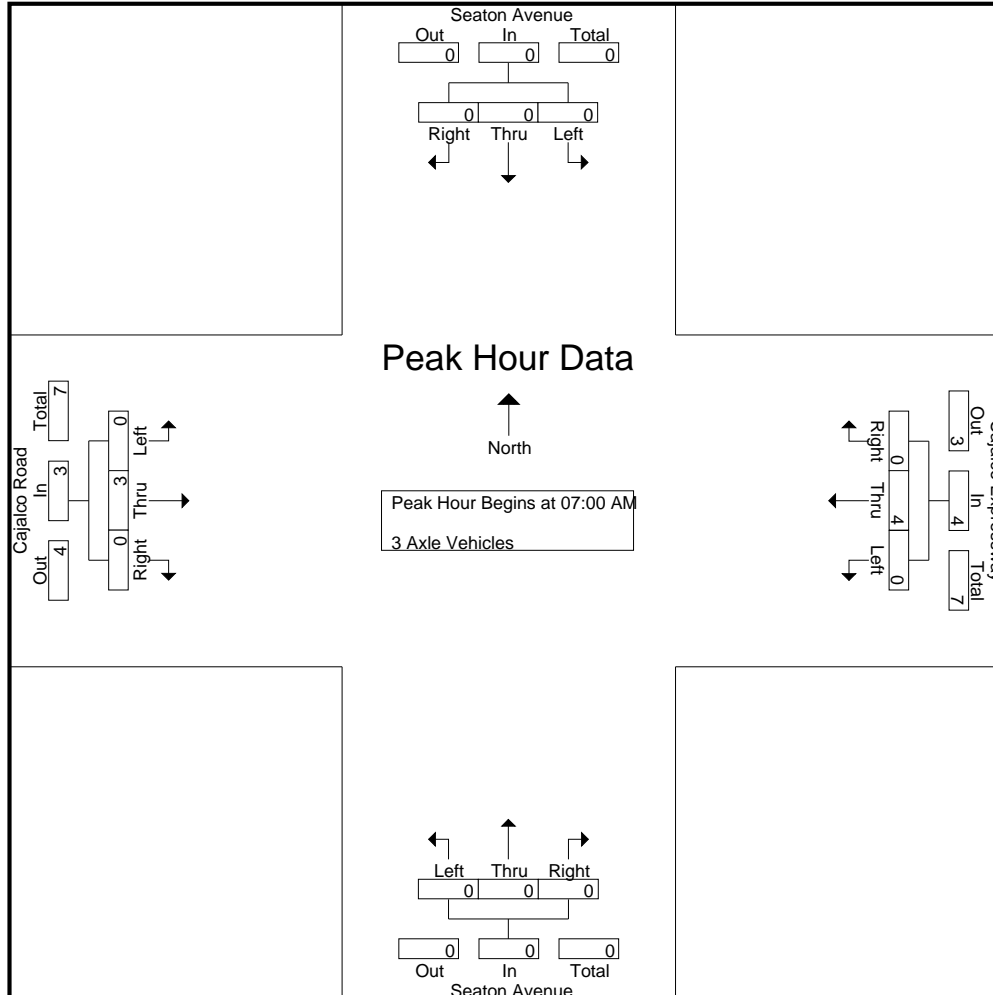 Seaton Avenue
Out In Total
0 0 0
0 0 0
Right Thru Left
Peak Hour Data
North
Peak Hour Begins at 07:00 AM
3 Axle Vehicles
Cajalco Road
Total In Out
7 3 4
0 3 0
Left Thru Right
Right Thru Left
0 4 0
Out In Total
3 4 7
Left Thru Right
0 0 0
0 0 0
Out In Total
Seaton Avenue